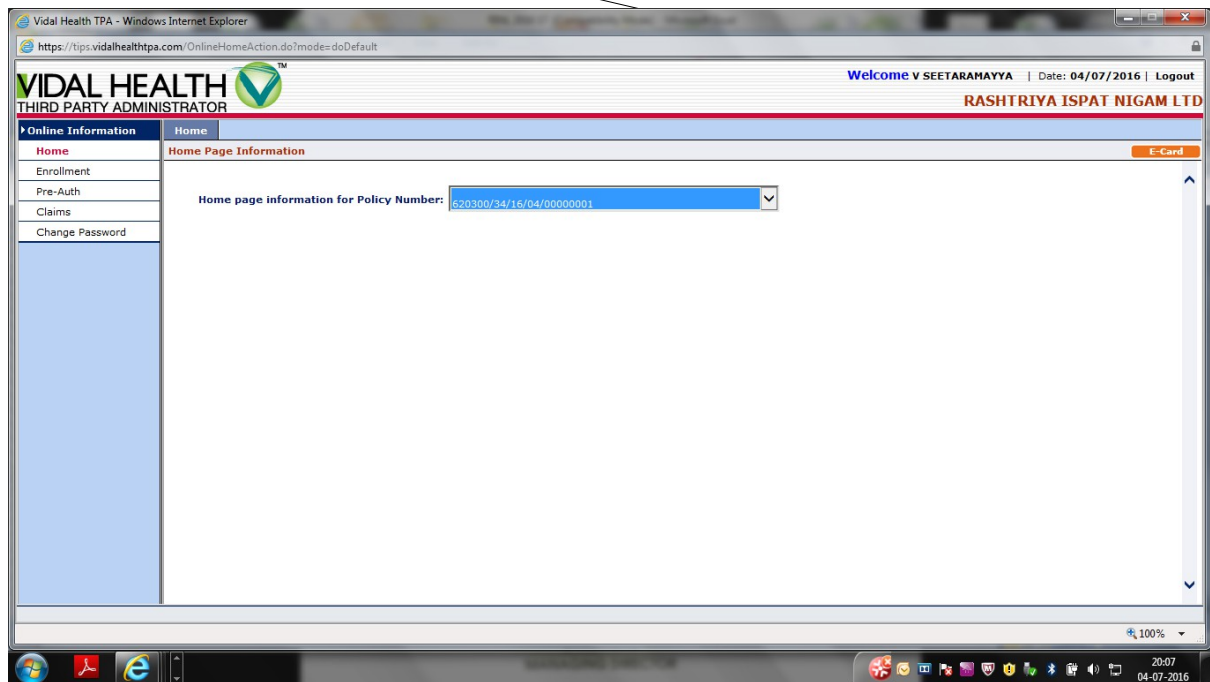 Vidal Health TPA - Windows Internet Explorer
https://tips.vidalhealthtpa.com/OnlineHomeAction.do?mode=doDefault
VIDAL HEALTH TM
THIRD PARTY ADMINISTRATOR
Welcome V SEETARAMAYYA | Date: 04/07/2016 | Logout
RASHTRIYA ISPAT NIGAM LTD
Online Information
Home
Home
Home Page Information
E-Card
Enrollment
Pre-Auth
Claims
Change Password
Home page information for Policy Number: 620300/34/16/04/00000001
100%
20:07
04-07-2016